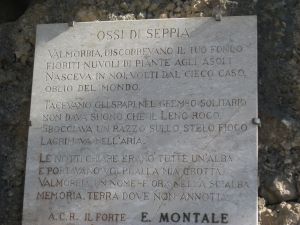 OSSI DI SEPPIA
VALMORBIA, DISCORREVANO IL TUO FONDO
FIORITI NUVOLI DI PIANTE AGLI ASOLI
NASCEVA IN NOI, VOLTI DAL CIECO CASO,
OBLIO DEL MONDO.
TACEVANO GLI SPARI, NEL GREMBO SOLITARIO
NON DAVA SUONO CHE IL LENO ROCO.
SBOCCIAVA UN RAZZO SULLO STELO, FIOCO
LACRIMAVA NELL'ARIA.
LE NOTTI CHIARE ERANO TUTTE UN'ALBA
E PORTAVANO VOLPI ALLA MIA GROTTA.
VALMORBIA, UN NOME, E ORA NELLA SCIALBA
MEMORIA, TERRA DOVE NON ANNOTTA.
A.C.R. IL FORTE E. MONTALE